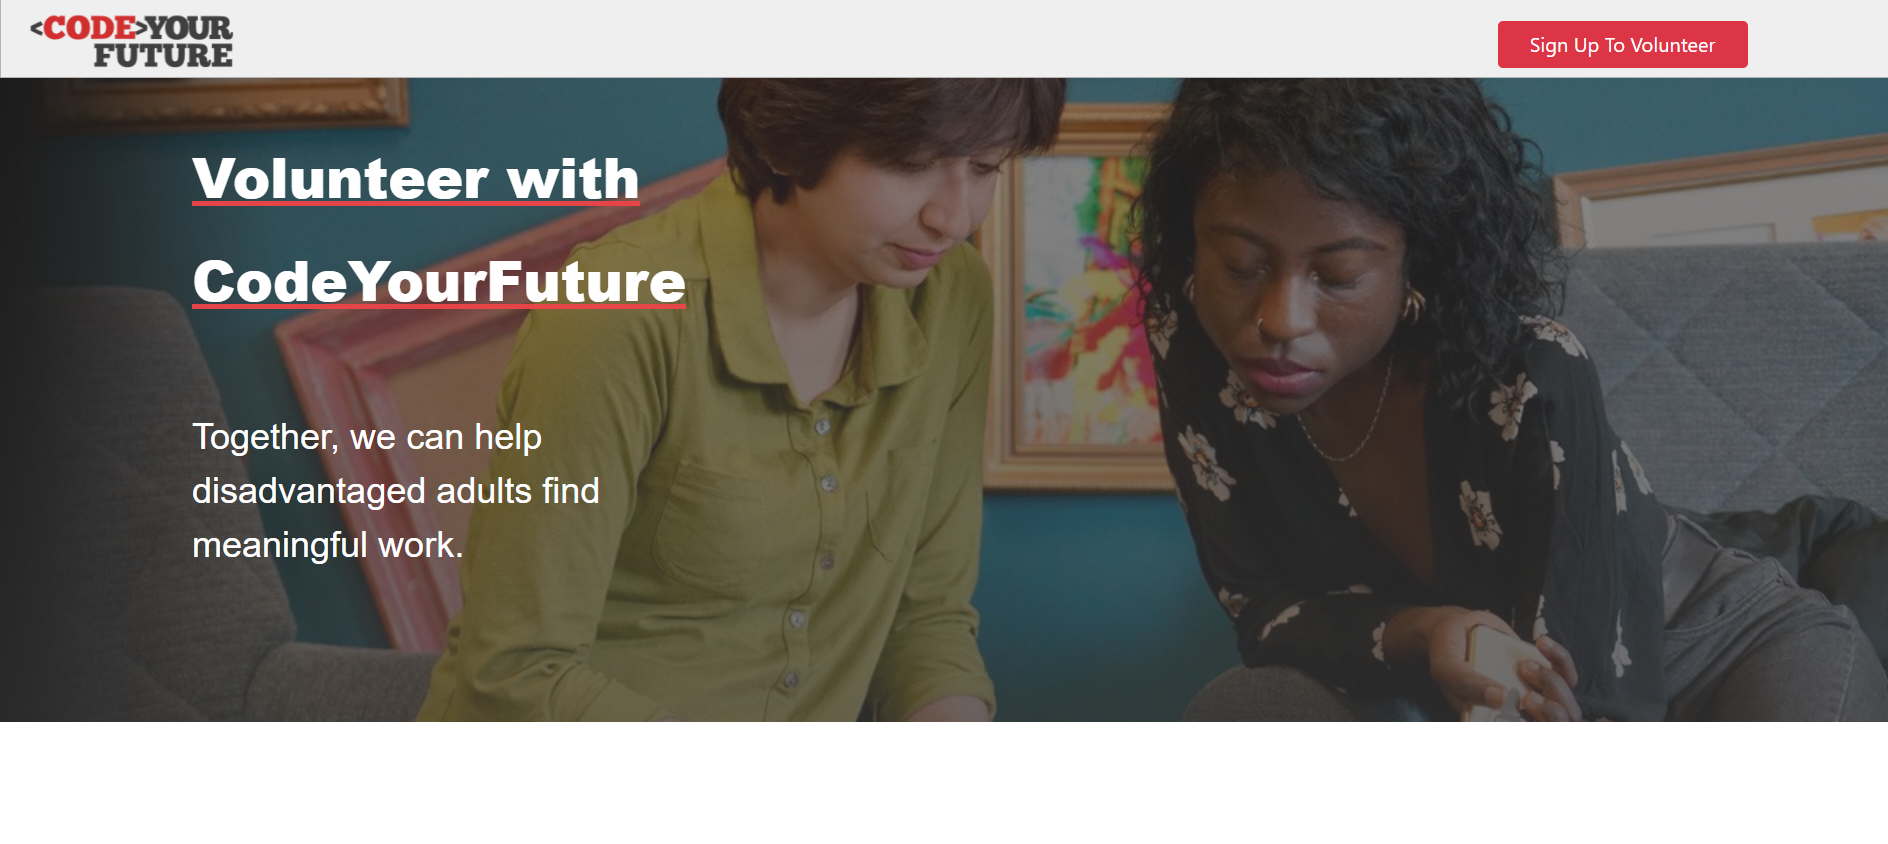 <CODE>YOUR
FUTURE
Sign Up To Volunteer
Volunteer with
CodeYourFuture
Together, we can help
disadvantaged adults find
meaningful work.